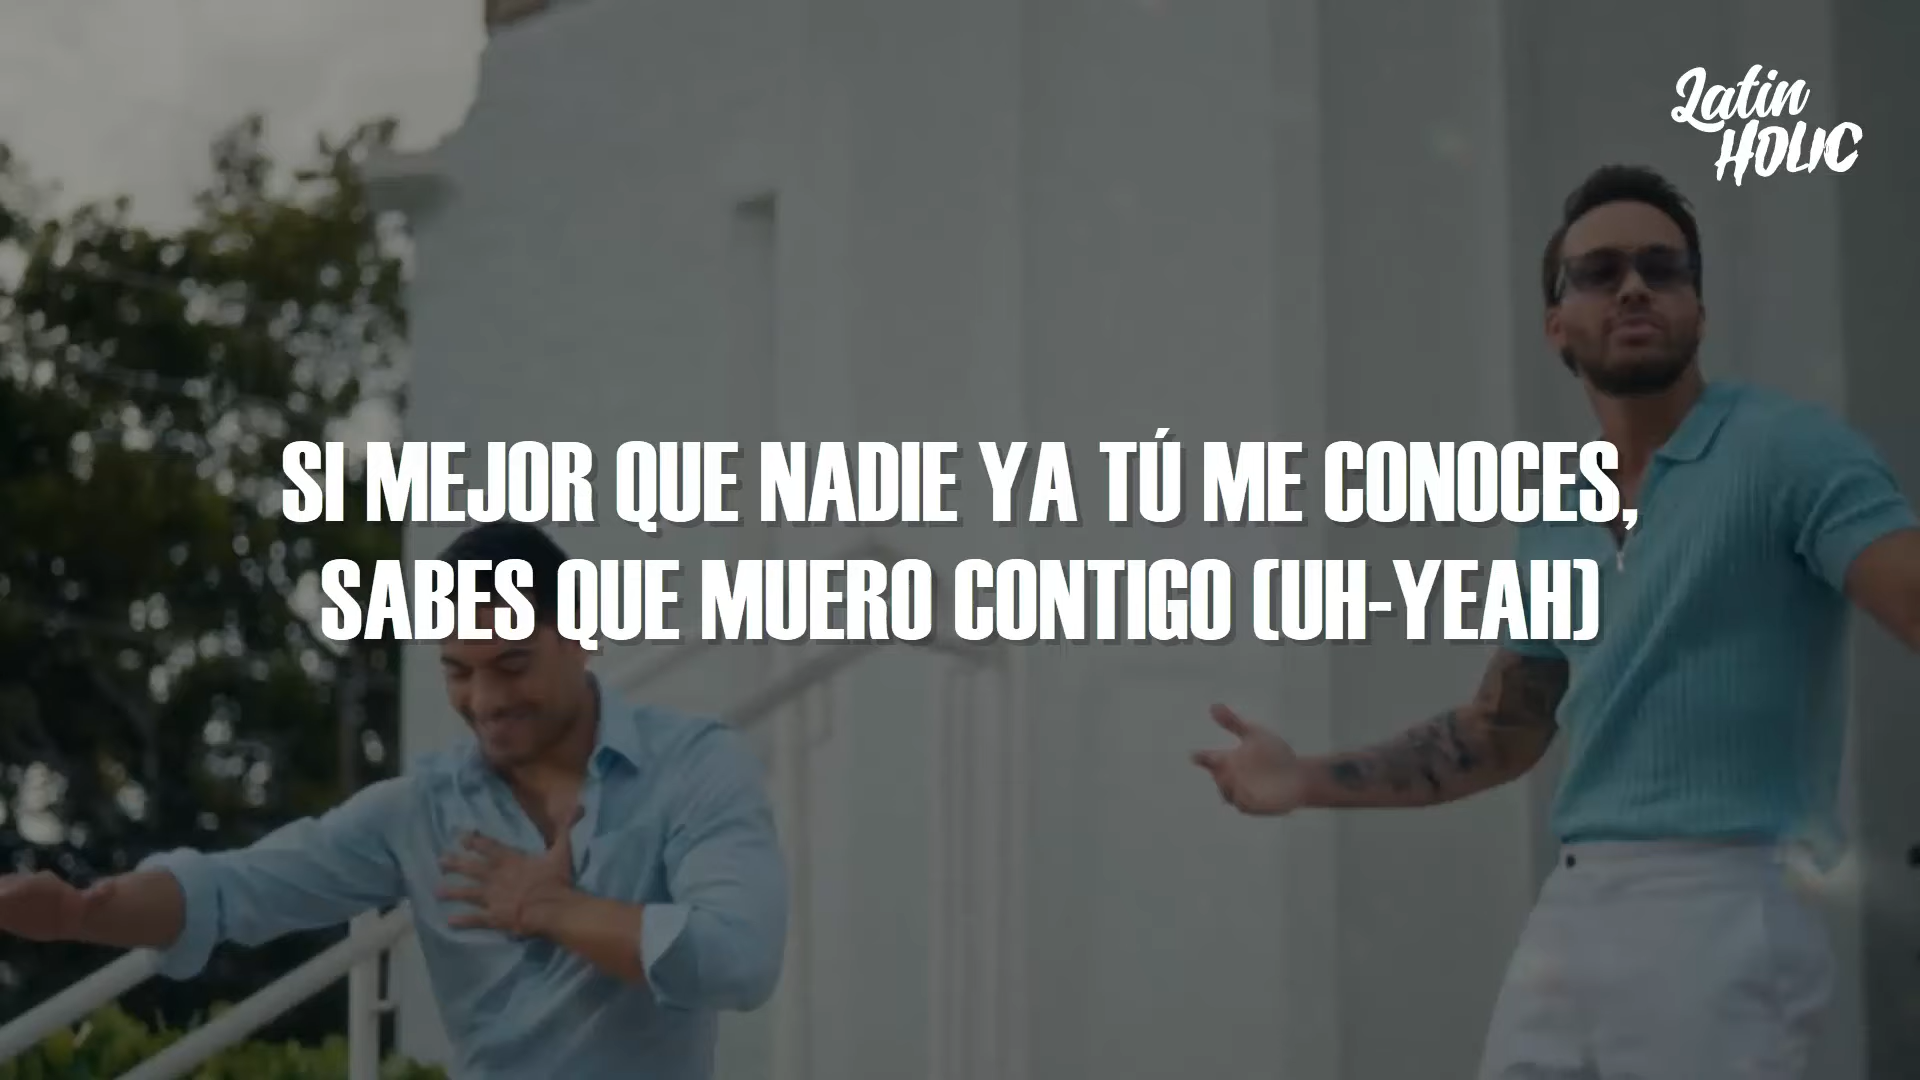 Latin
HOLIC
SI MEJOR QUE NADIE YA TÚ ME CONOCES,
SABES QUE MUERO CONTIGO (UH-YEAH)